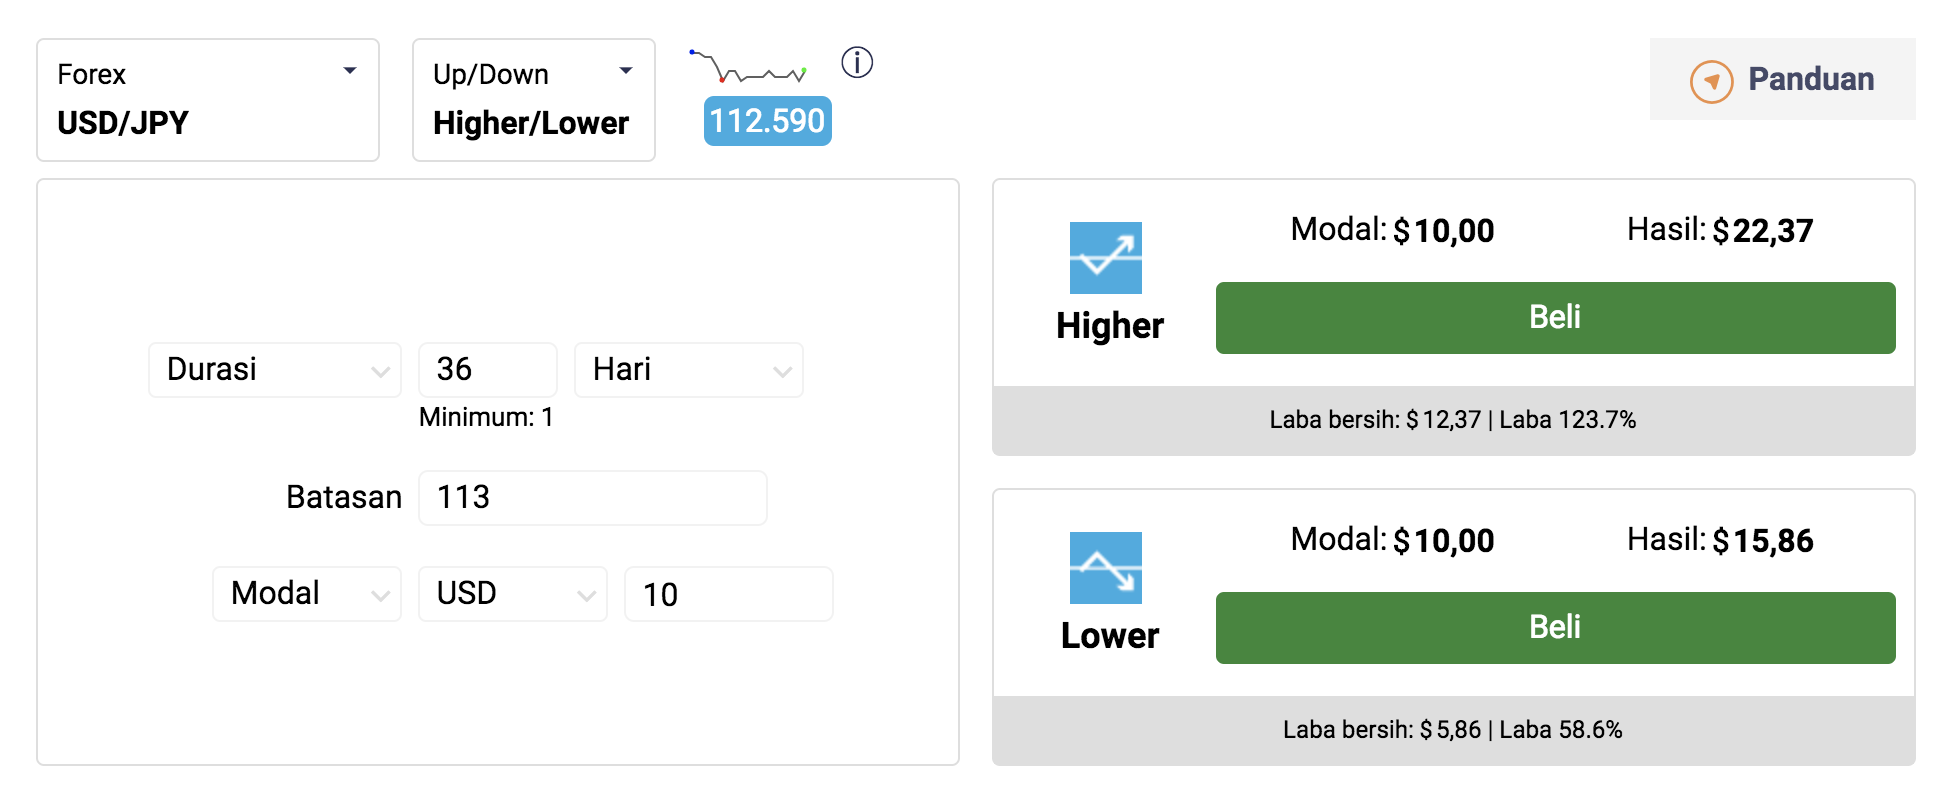 Forex
USD/JPY
Up/Down
Higher/Lower
112.590
Panduan
Durasi 36 Hari
Minimum: 1
Batasan 113
Modal USD 10
Modal: $10,00 Hasil: $22,37
Higher
Beli
Laba bersih: $12,37 | Laba 123.7%
Modal: $10,00 Hasil: $15,86
Lower
Beli
Laba bersih: $5,86 | Laba 58.6%